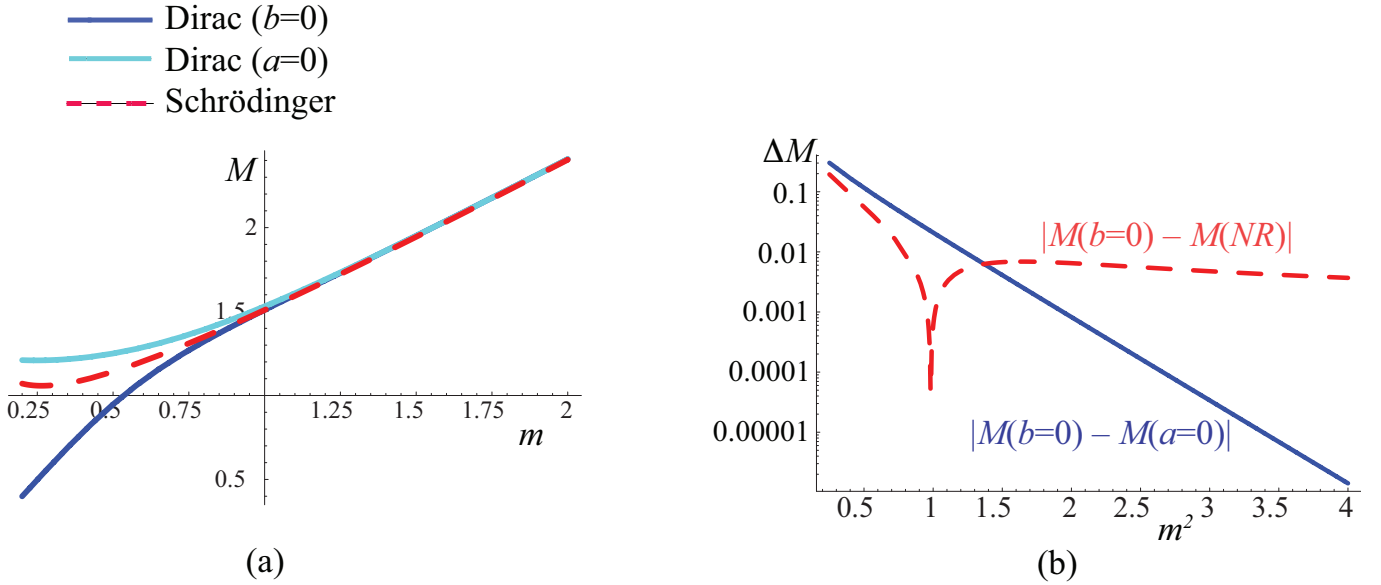 Dirac (b=0)
Dirac (a=0)
Schrödinger
M
2
1.5
0.25 0.5 0.75 1.25 1.5 1.75 2
m
0.5
(a)
ΔM
0.1
0.01
0.001
0.0001
0.00001
|M(b=0) – M(NR)|
|M(b=0) – M(a=0)|
0.5 1 1.5 2 2.5 3 3.5 4
m²
(b)